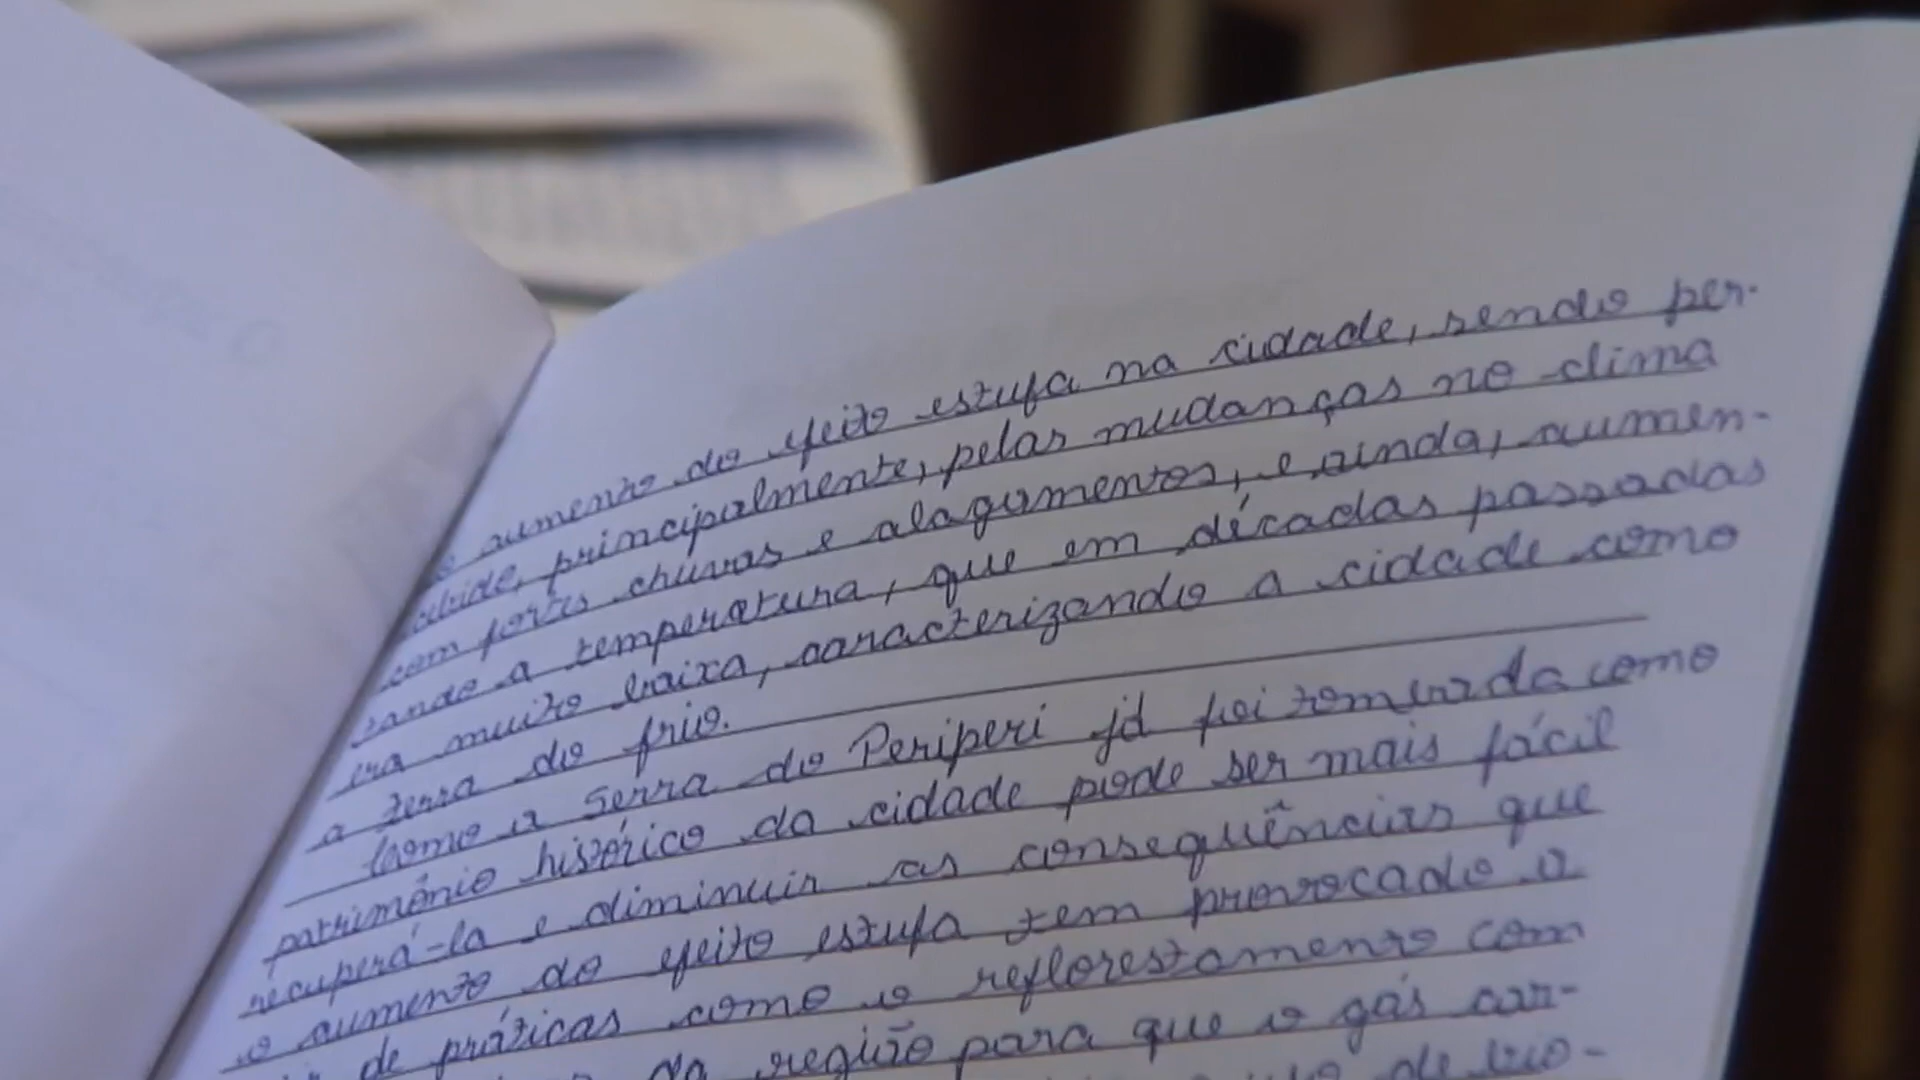 o aumento do efeito estufa na cidade, sendo per-
cebido, principalmente, pelas mudanças no clima
com fortes chuvas e alagamentos, e ainda, aumen-
tando a temperatura, que em décadas passadas
era muito baixa, caracterizando a cidade como
a terra do frio.
Como a Serra do Periperi já foi tombada como
patrimônio histórico da cidade pode ser mais fácil
recuperá-la e diminuir as consequências que
o aumento do efeito estufa tem provocado a
de práticas como o reflorestamento com
da região para que o gás car-
de bio-